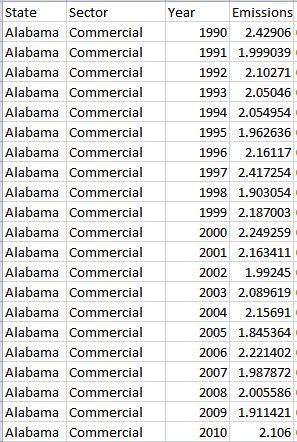 State Sector Year Emissions
Alabama Commercial 1990 2.42906
Alabama Commercial 1991 1.999039
Alabama Commercial 1992 2.10271
Alabama Commercial 1993 2.05046
Alabama Commercial 1994 2.054954
Alabama Commercial 1995 1.962636
Alabama Commercial 1996 2.16117
Alabama Commercial 1997 2.417254
Alabama Commercial 1998 1.903054
Alabama Commercial 1999 2.187003
Alabama Commercial 2000 2.249259
Alabama Commercial 2001 2.163411
Alabama Commercial 2002 1.99245
Alabama Commercial 2003 2.089619
Alabama Commercial 2004 2.15691
Alabama Commercial 2005 1.845364
Alabama Commercial 2006 2.221402
Alabama Commercial 2007 1.987872
Alabama Commercial 2008 2.005586
Alabama Commercial 2009 1.911421
Alabama Commercial 2010 2.106